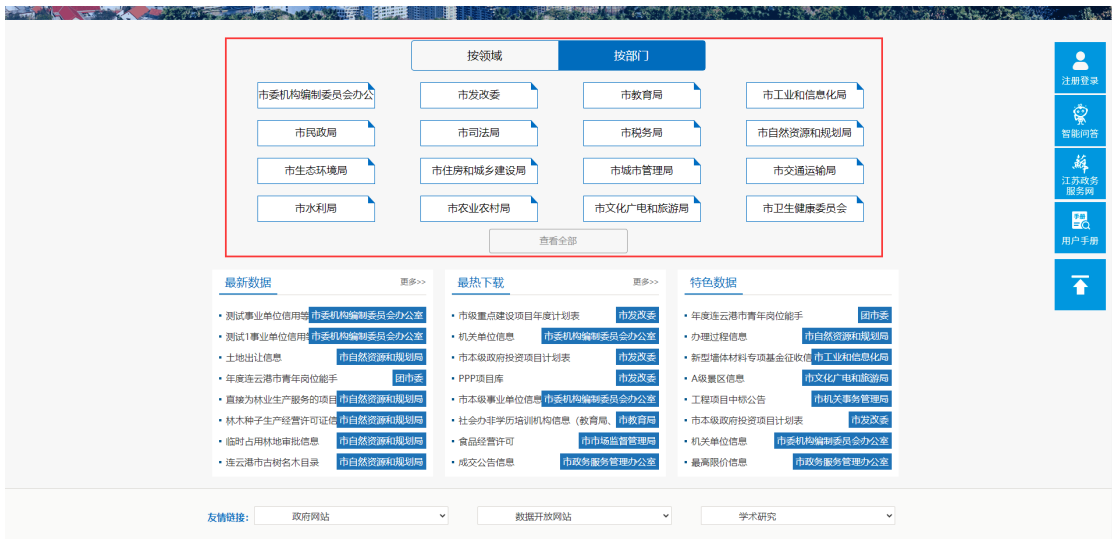 按领域 按部门
市委机构编制委员会办公 市发改委 市教育局 市工业和信息化局
市民政局 市司法局 市税务局 市自然资源和规划局
市生态环境局 市住房和城乡建设局 市城市管理局 市交通运输局
市水利局 市农业农村局 市文化广电和旅游局 市卫生健康委员会
查看全部
注册登录
智能问答
江苏政务
服务网
手册
用户手册
最新数据 更多>>
测试事业单位信用等 市委机构编制委员会办公室
测试1事业单位信用等 市委机构编制委员会办公室
土地出让信息 市自然资源和规划局
年度连云港市青年岗位能手 团市委
直接为林业生产服务的项目 市自然资源和规划局
林木种子生产经营许可证信 市自然资源和规划局
临时占用林地审批信息 市自然资源和规划局
连云港市古树名木目录 市自然资源和规划局
最热下载 更多>>
市级重点建设项目年度计划表 市发改委
机关单位信息 市委机构编制委员会办公室
市本级政府投资项目计划表 市发改委
PPP项目库 市发改委
市本级事业单位信息 市委机构编制委员会办公室
社会办非学历培训机构信息（教育局、 市教育局
食品经营许可 市市场监督管理局
成交公告信息 市政务服务管理办公室
特色数据
年度连云港市青年岗位能手 团市委
办理过程信息 市自然资源和规划局
新型墙体材料专项基金征收信 市工业和信息化局
A级景区信息 市文化广电和旅游局
工程项目中标公告 市机关事务管理局
市本级政府投资项目计划表 市发改委
机关单位信息 市委机构编制委员会办公室
最高限价信息 市政务服务管理办公室
友情链接： 政府网站 数据开放网站 学术研究